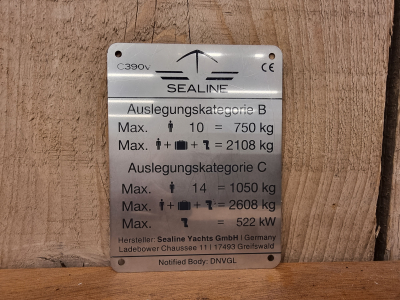 C390v CE
SEALINE
Auslegungskategorie B
Max. 10 = 750 kg
Max. + + = 2108 kg
Auslegungskategorie C
Max. 14 = 1050 kg
Max. + + = 2608 kg
Max. = 522 kW
Hersteller: Sealine Yachts GmbH | Germany
Ladebower Chaussee 11 | 17493 Greifswald
Notified Body: DNVGL